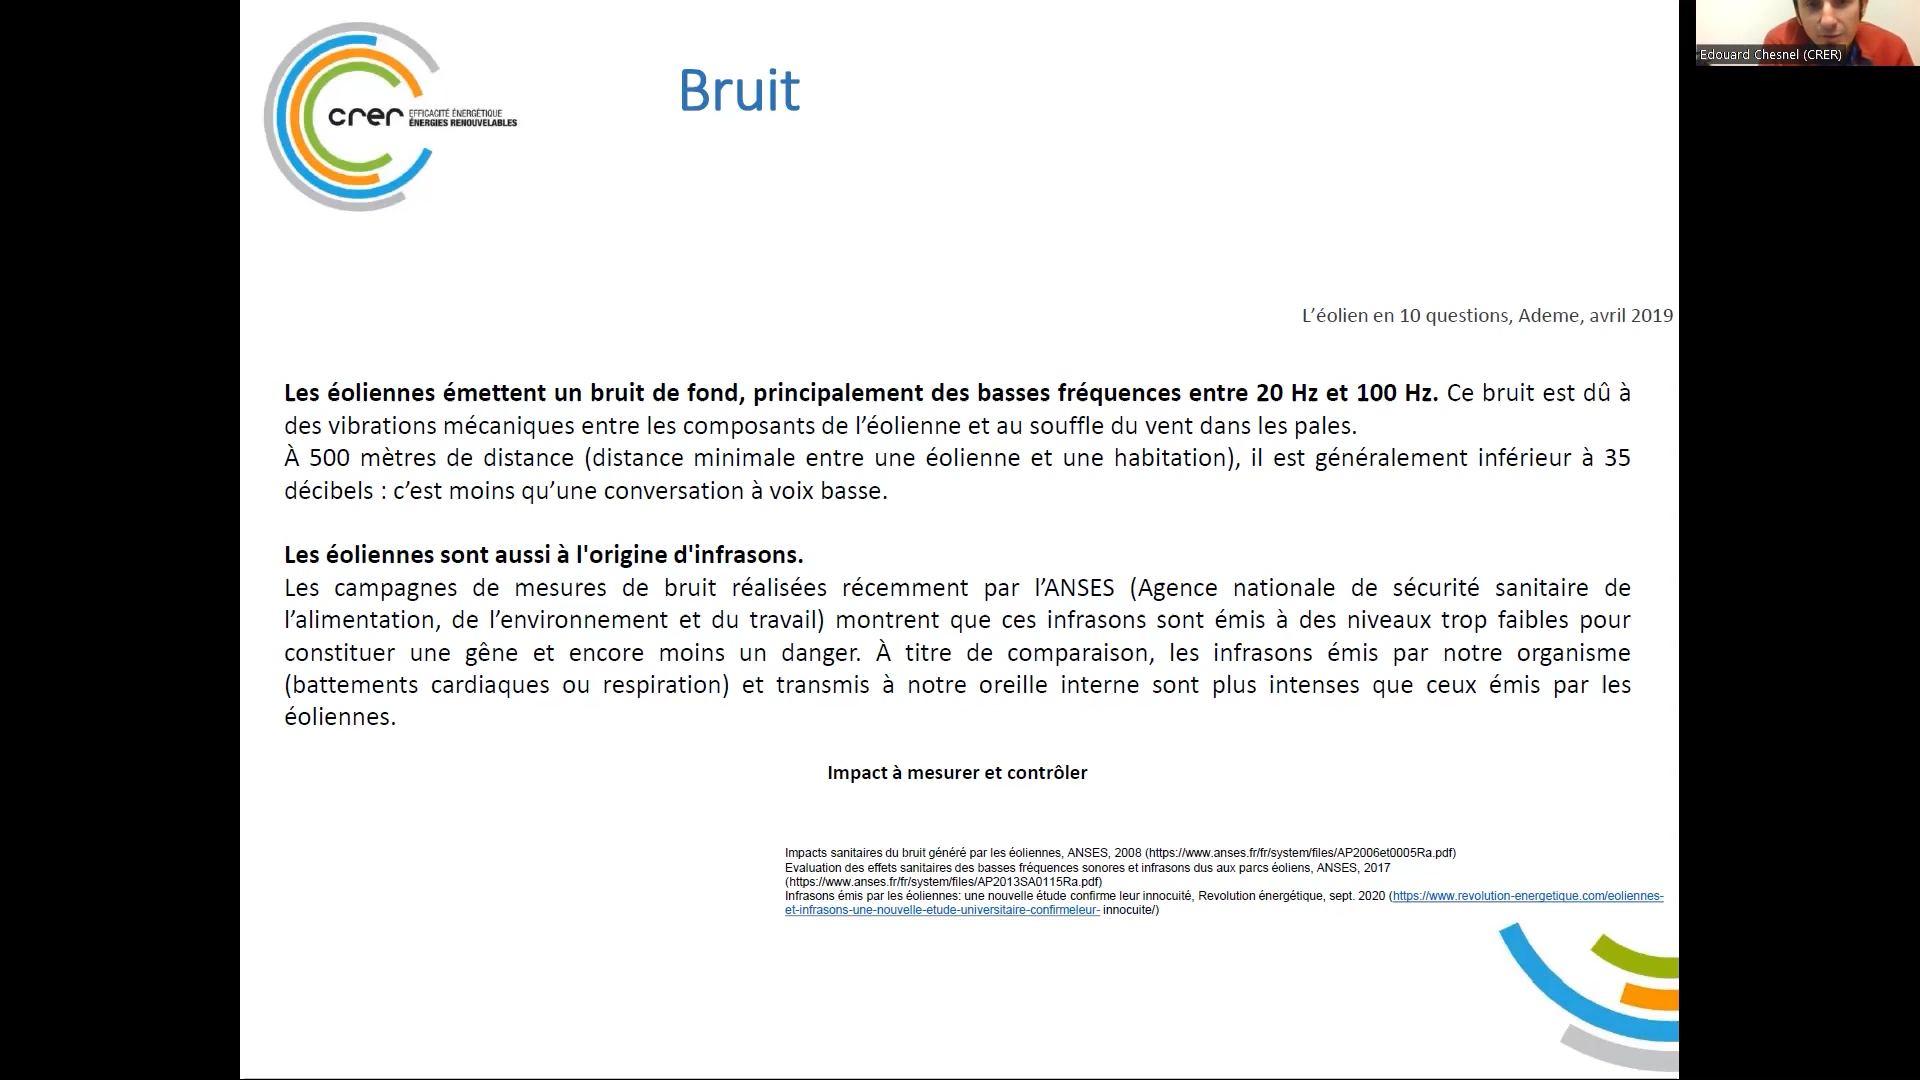 crer EFFICACITÉ ÉNERGÉTIQUE
ÉNERGIES RENOUVELABLES
Bruit
Edouard Chesnel (CRER)
L’éolien en 10 questions, Ademe, avril 2019
Les éoliennes émettent un bruit de fond, principalement des basses fréquences entre 20 Hz et 100 Hz. Ce bruit est dû à
des vibrations mécaniques entre les composants de l’éolienne et au souffle du vent dans les pales.
À 500 mètres de distance (distance minimale entre une éolienne et une habitation), il est généralement inférieur à 35
décibels : c’est moins qu’une conversation à voix basse.
Les éoliennes sont aussi à l'origine d'infrasons.
Les campagnes de mesures de bruit réalisées récemment par l’ANSES (Agence nationale de sécurité sanitaire de
l’alimentation, de l’environnement et du travail) montrent que ces infrasons sont émis à des niveaux trop faibles pour
constituer une gêne et encore moins un danger. À titre de comparaison, les infrasons émis par notre organisme
(battements cardiaques ou respiration) et transmis à notre oreille interne sont plus intenses que ceux émis par les
éoliennes.
Impact à mesurer et contrôler
Impacts sanitaires du bruit généré par les éoliennes, ANSES, 2008 (https://www.anses.fr/fr/system/files/AP2006et0005Ra.pdf)
Evaluation des effets sanitaires des basses fréquences sonores et infrasons dus aux parcs éoliens, ANSES, 2017
(https://www.anses.fr/fr/system/files/AP2013SA0115Ra.pdf)
Infrasons émis par les éoliennes: une nouvelle étude confirme leur innocuité, Revolution énergétique, sept. 2020 (https://www.revolution-energetique.com/eoliennes-
et-infrasons-une-nouvelle-etude-universitaire-confirmeleur- innocuite/)